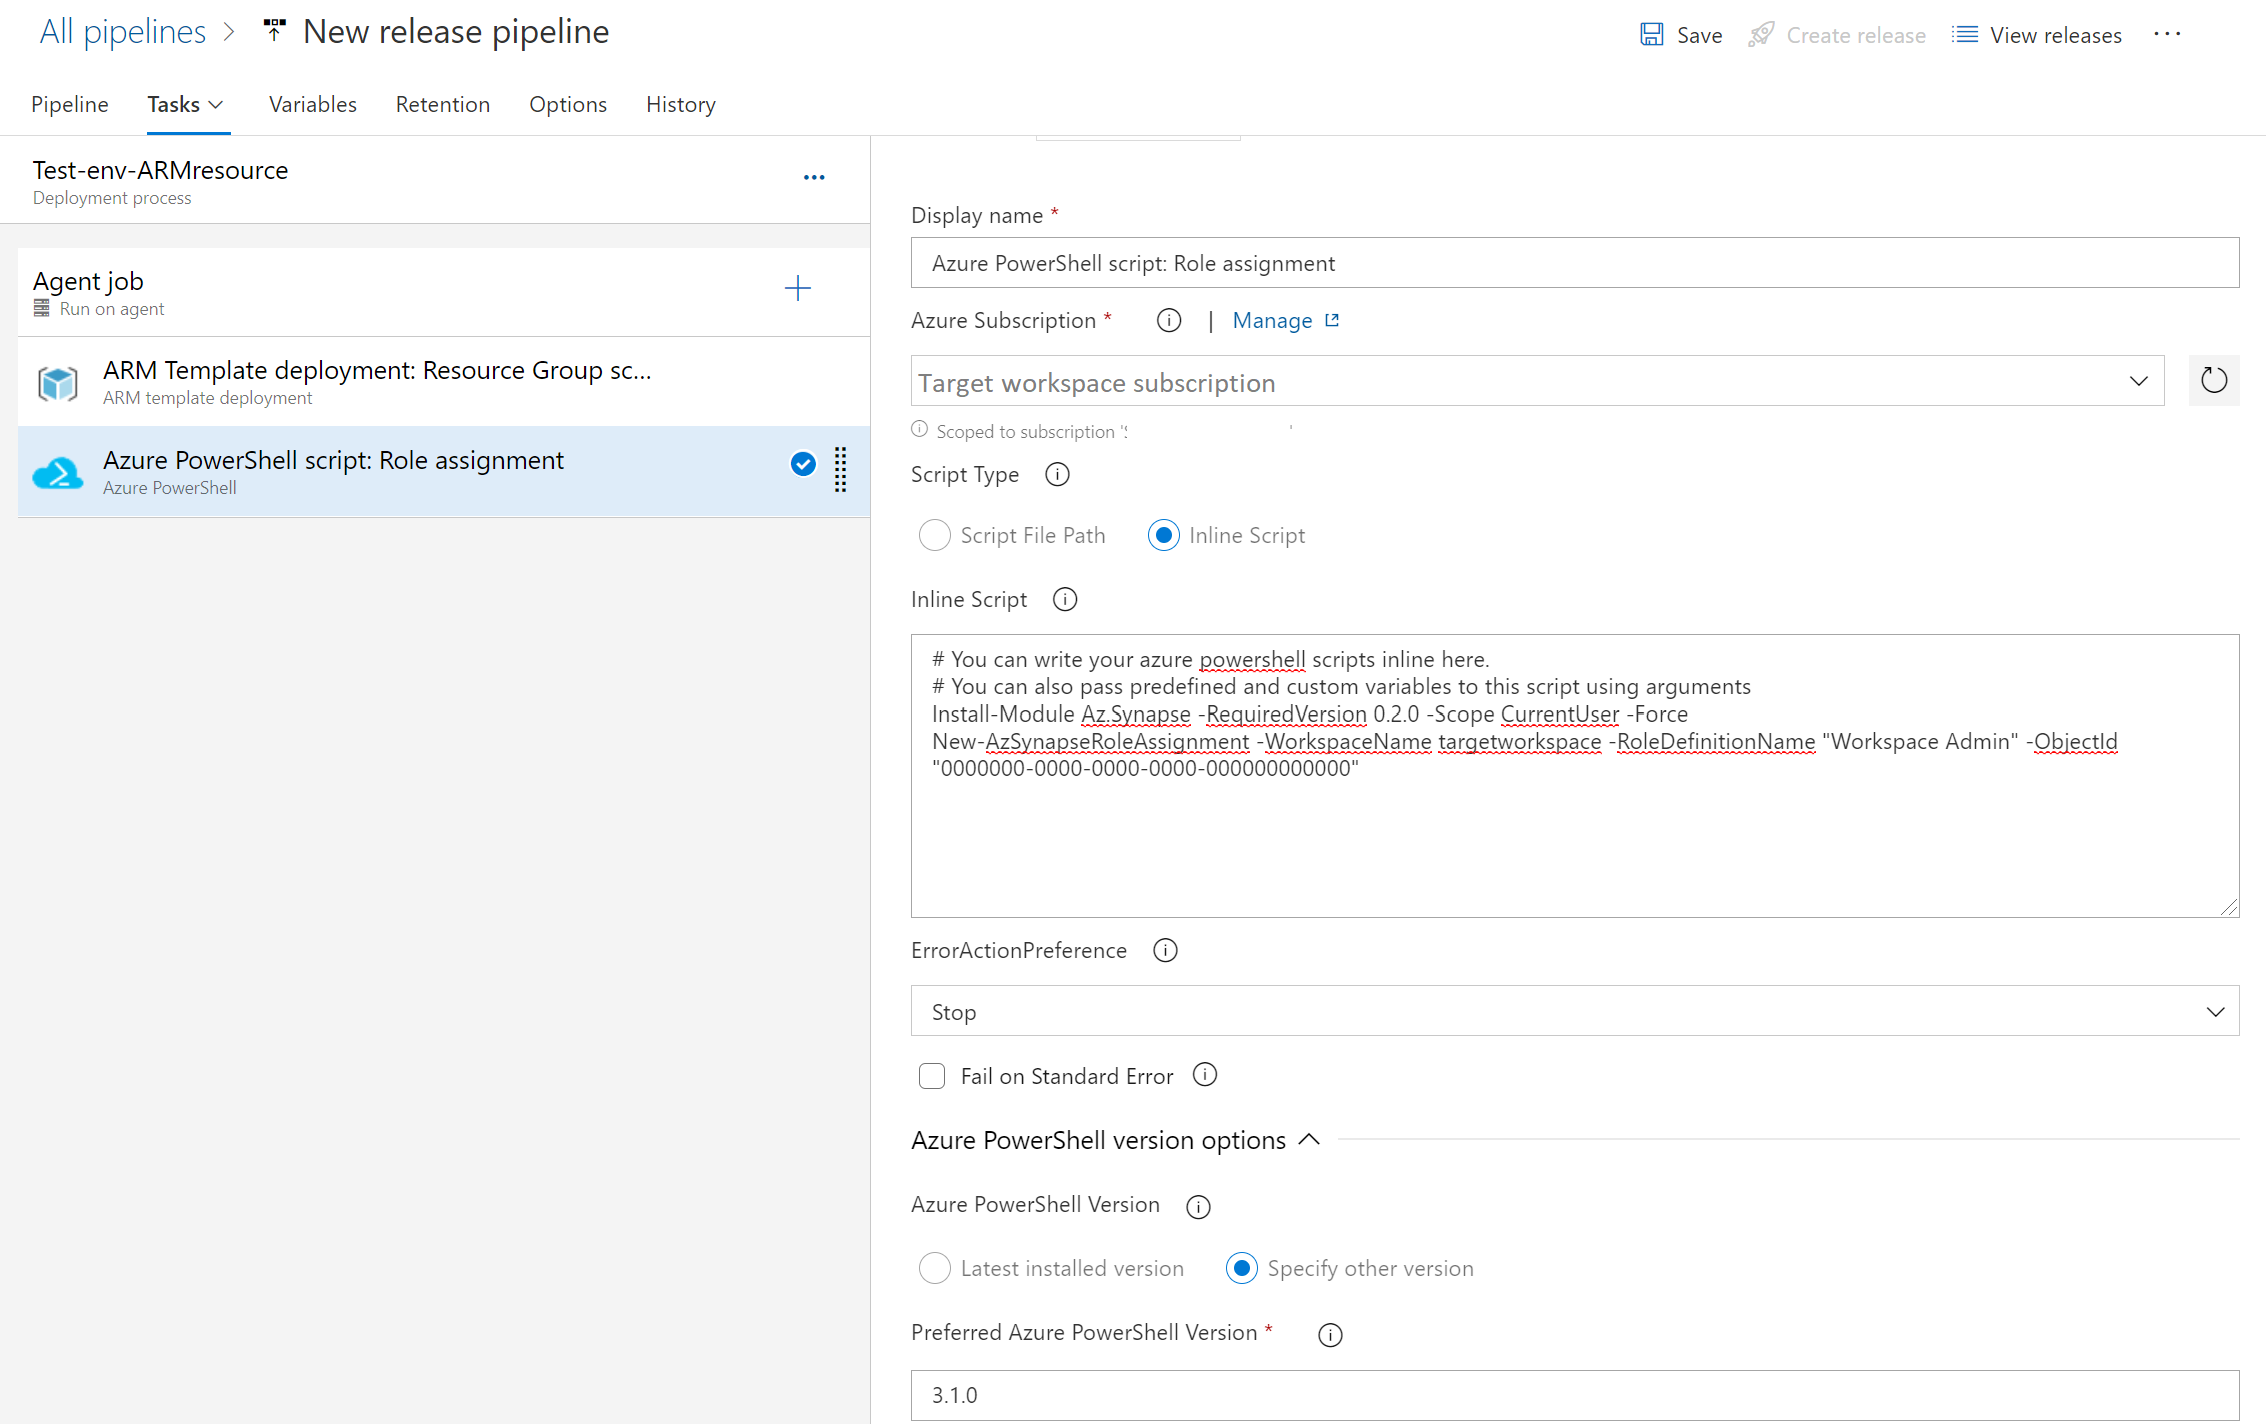 All pipelines > New release pipeline
Save Create release View releases ...
Pipeline Tasks Variables Retention Options History
Test-env-ARMresource
Deployment process
Agent job
Run on agent
ARM Template deployment: Resource Group sc...
ARM template deployment
Azure PowerShell script: Role assignment
Azure PowerShell
Display name *
Azure PowerShell script: Role assignment
Azure Subscription * | Manage
Target workspace subscription
Scoped to subscription '
Script Type
Script File Path Inline Script
Inline Script
# You can write your azure powershell scripts inline here.
# You can also pass predefined and custom variables to this script using arguments
Install-Module Az.Synapse -RequiredVersion 0.2.0 -Scope CurrentUser -Force
New-AzSynapseRoleAssignment -WorkspaceName targetworkspace -RoleDefinitionName "Workspace Admin" -ObjectId
"0000000-0000-0000-0000-000000000000"
ErrorActionPreference
Stop
Fail on Standard Error
Azure PowerShell version options
Azure PowerShell Version
Latest installed version Specify other version
Preferred Azure PowerShell Version *
3.1.0